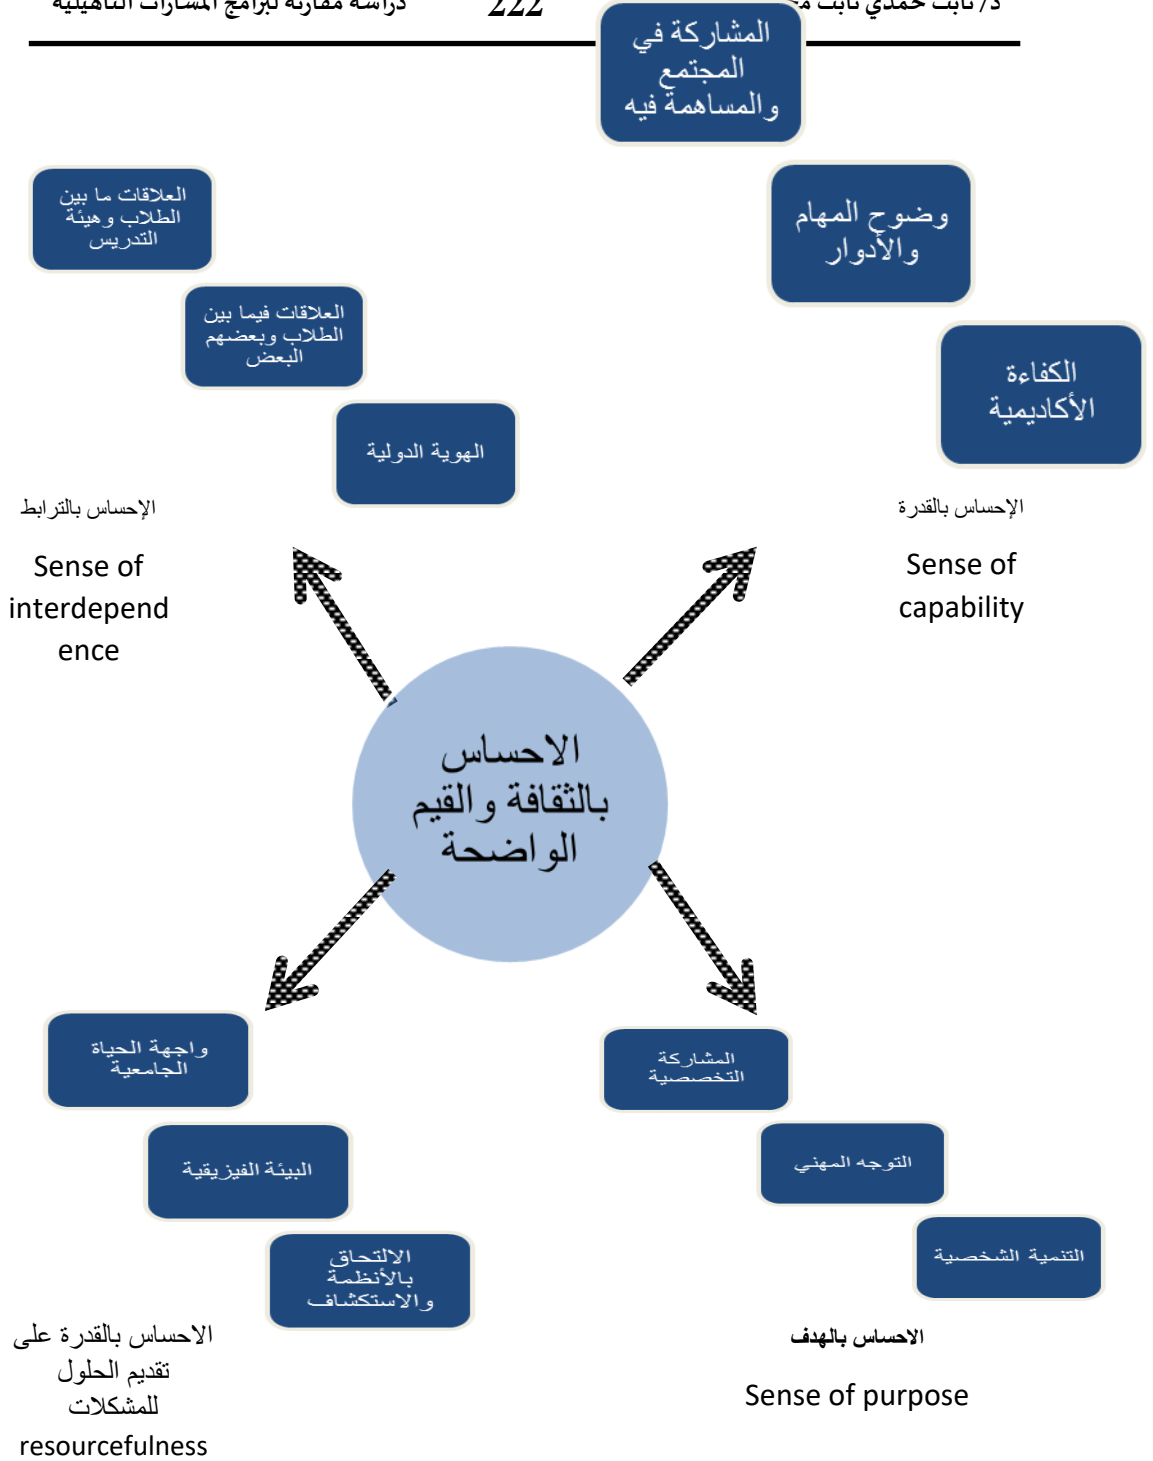 د/ ثابت حمدي ثابت
222
دراسة مقارنة لبرامج المسارات التأهيلية
المشاركة في
المجتمع
والمساهمة فيه
وضوح المهام
والأدوار
الكفاءة
الأكاديمية
الإحساس بالقدرة
Sense of
capability
العلاقات ما بين
الطلاب وهيئة
التدريس
العلاقات فيما بين
الطلاب وبعضهم
البعض
الهوية الدولية
الإحساس بالترابط
Sense of
interdepend
ence
الاحساس
بالثقافة والقيم
الواضحة
المشاركة
التخصصية
التوجه المهني
التنمية الشخصية
الاحساس بالهدف
Sense of purpose
واجهة الحياة
الجامعية
البيئة الفيزيقية
الالتحاق
بالأنظمة
والاستكشاف
الاحساس بالقدرة على
تقديم الحلول
للمشكلات
resourcefulness